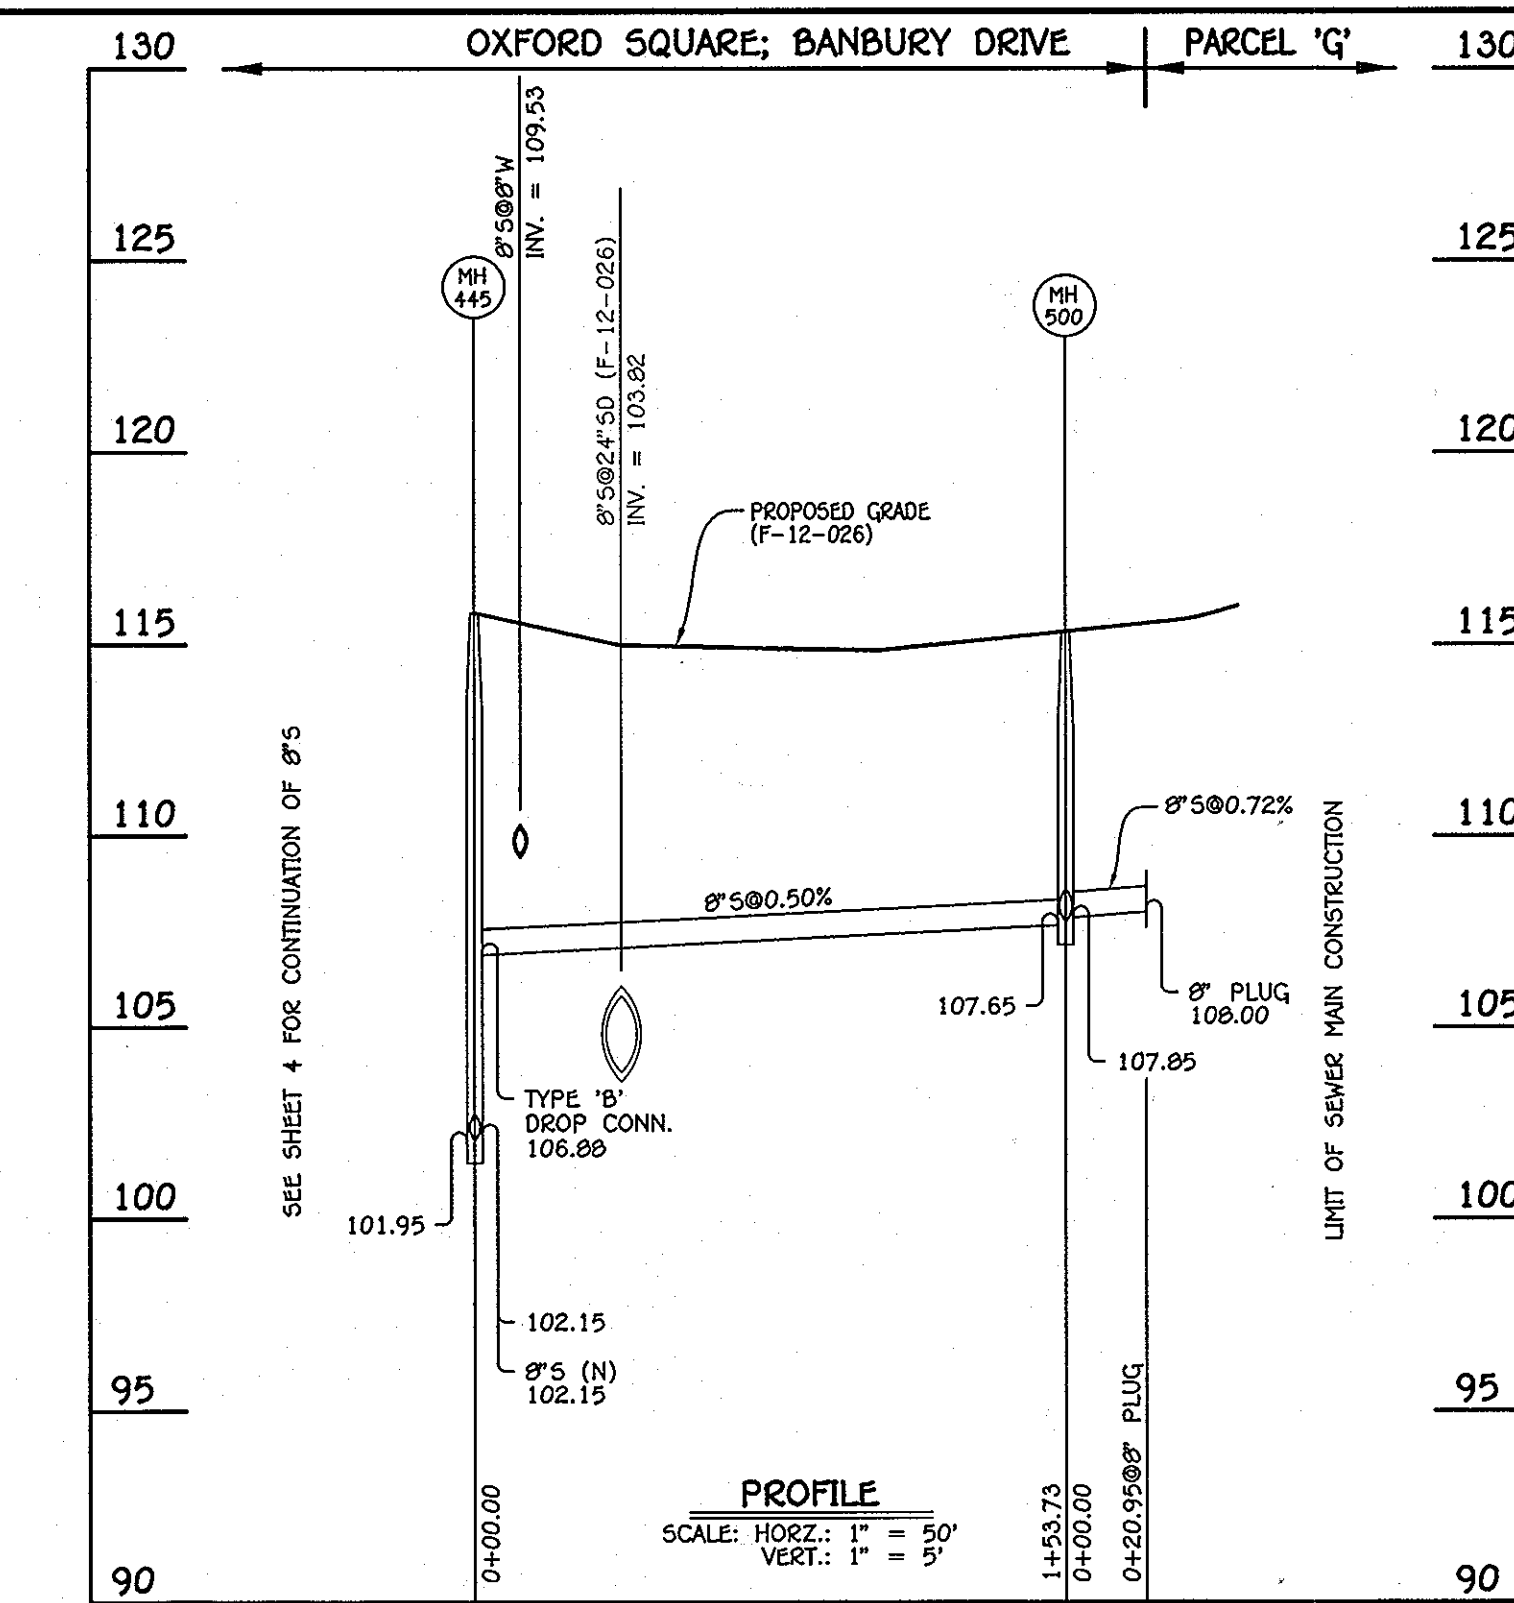 OXFORD SQUARE; BANBURY DRIVE
PARCEL 'G'
130
130
125
125
120
120
115
115
110
110
105
105
100
100
95
95
90
90
8"S@8"W
INV. = 109.53
MH
445
8"S@24"SD (F-12-026)
INV. = 103.82
MH
500
PROPOSED GRADE
(F-12-026)
SEE SHEET 4 FOR CONTINUATION OF 8"S
8"S@0.50%
8"S@0.72%
LIMIT OF SEWER MAIN CONSTRUCTION
107.65
8" PLUG
108.00
107.85
TYPE 'B'
DROP CONN.
106.88
101.95
102.15
8"S (N)
102.15
0+00.00
1+53.73
0+00.00
0+20.95@8" PLUG
PROFILE
SCALE: HORZ.: 1" = 50'
VERT.: 1" = 5'